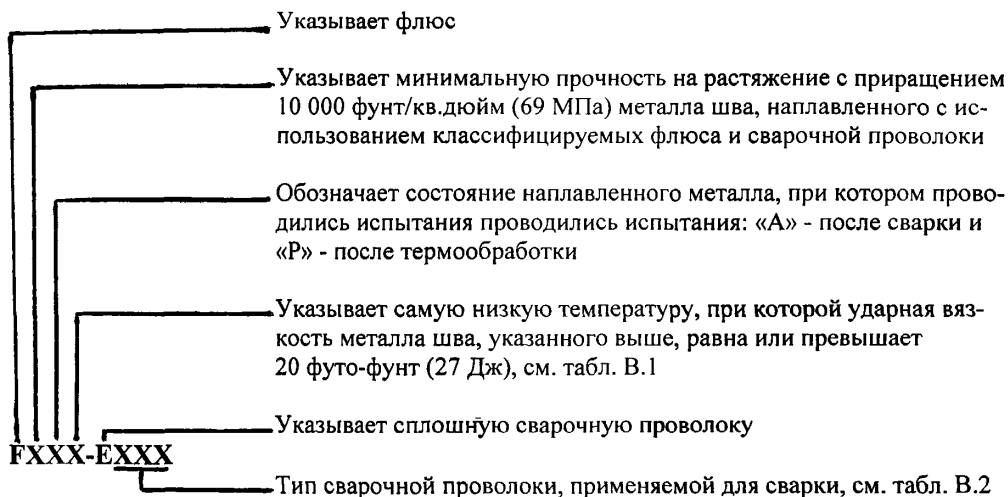 Указывает флюс
Указывает минимальную прочность на растяжение с приращением
10 000 фунт/кв.дюйм (69 МПа) металла шва, наплавленного с ис-
пользованием классифицируемых флюса и сварочной проволоки
Обозначает состояние наплавленного металла, при котором прово-
дились испытания проводились испытания: «А» - после сварки и
«Р» - после термообработки
Указывает самую низкую температуру, при которой ударная вяз-
кость металла шва, указанного выше, равна или превышает
20 футо-фунт (27 Дж), см. табл. В.1
Указывает сплошную сварочную проволоку
FXXX-EXXX
Тип сварочной проволоки, применяемой для сварки, см. табл. В.2